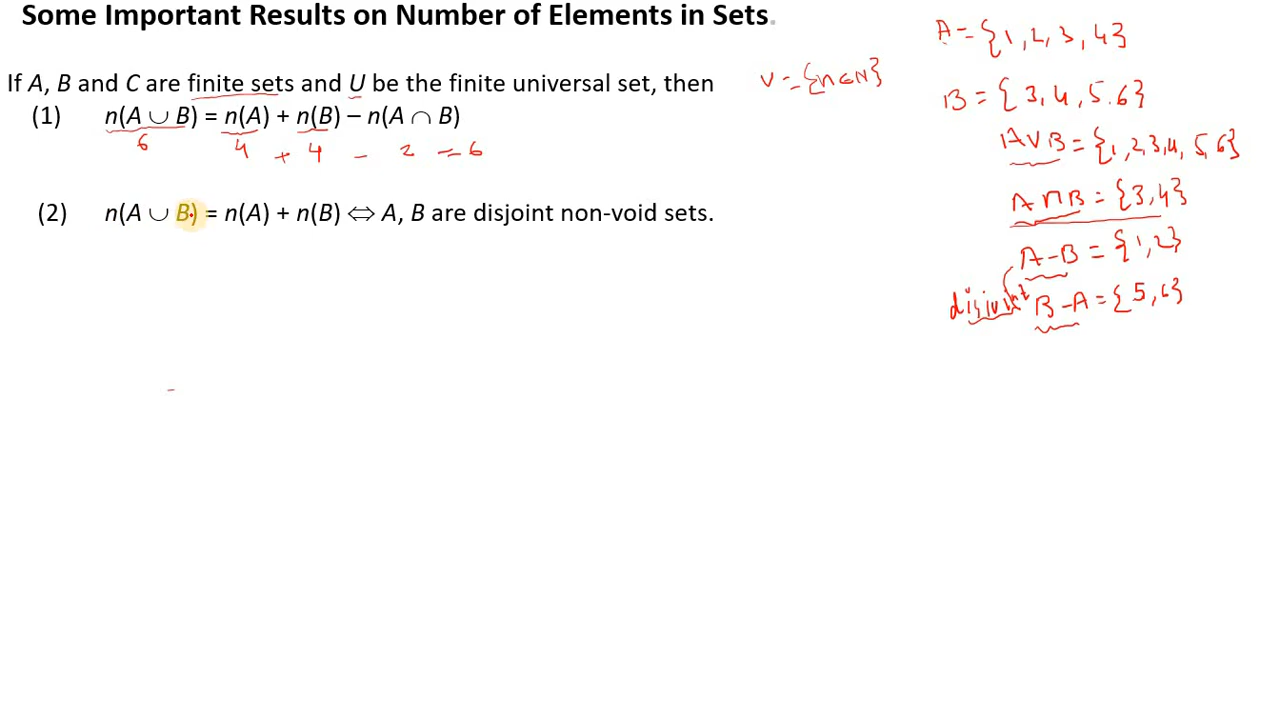 Some Important Results on Number of Elements in Sets.
If A, B and C are finite sets and U be the finite universal set, then
(1) n(A ∪ B) = n(A) + n(B) – n(A ∩ B)
6 4 + 4 - 2 = 6
(2) n(A ∪ B) = n(A) + n(B) ⇔ A, B are disjoint non-void sets.
U = {n∈N}
A = {1, 2, 3, 4}
B = {3, 4, 5. 6}
A∪B = {1, 2, 3, 4, 5, 6}
A∩B = {3, 4}
A-B = {1, 2}
disjoint B-A = {5, 6}